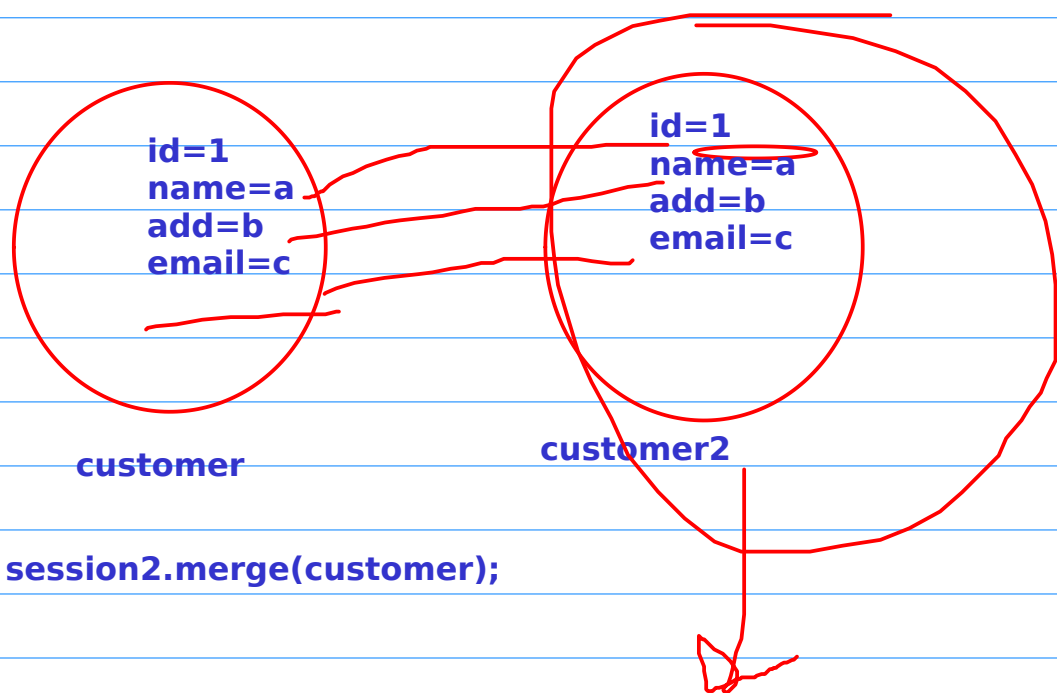 id=1
name=a
add=b
email=c
customer
id=1
name=a
add=b
email=c
customer2
session2.merge(customer);